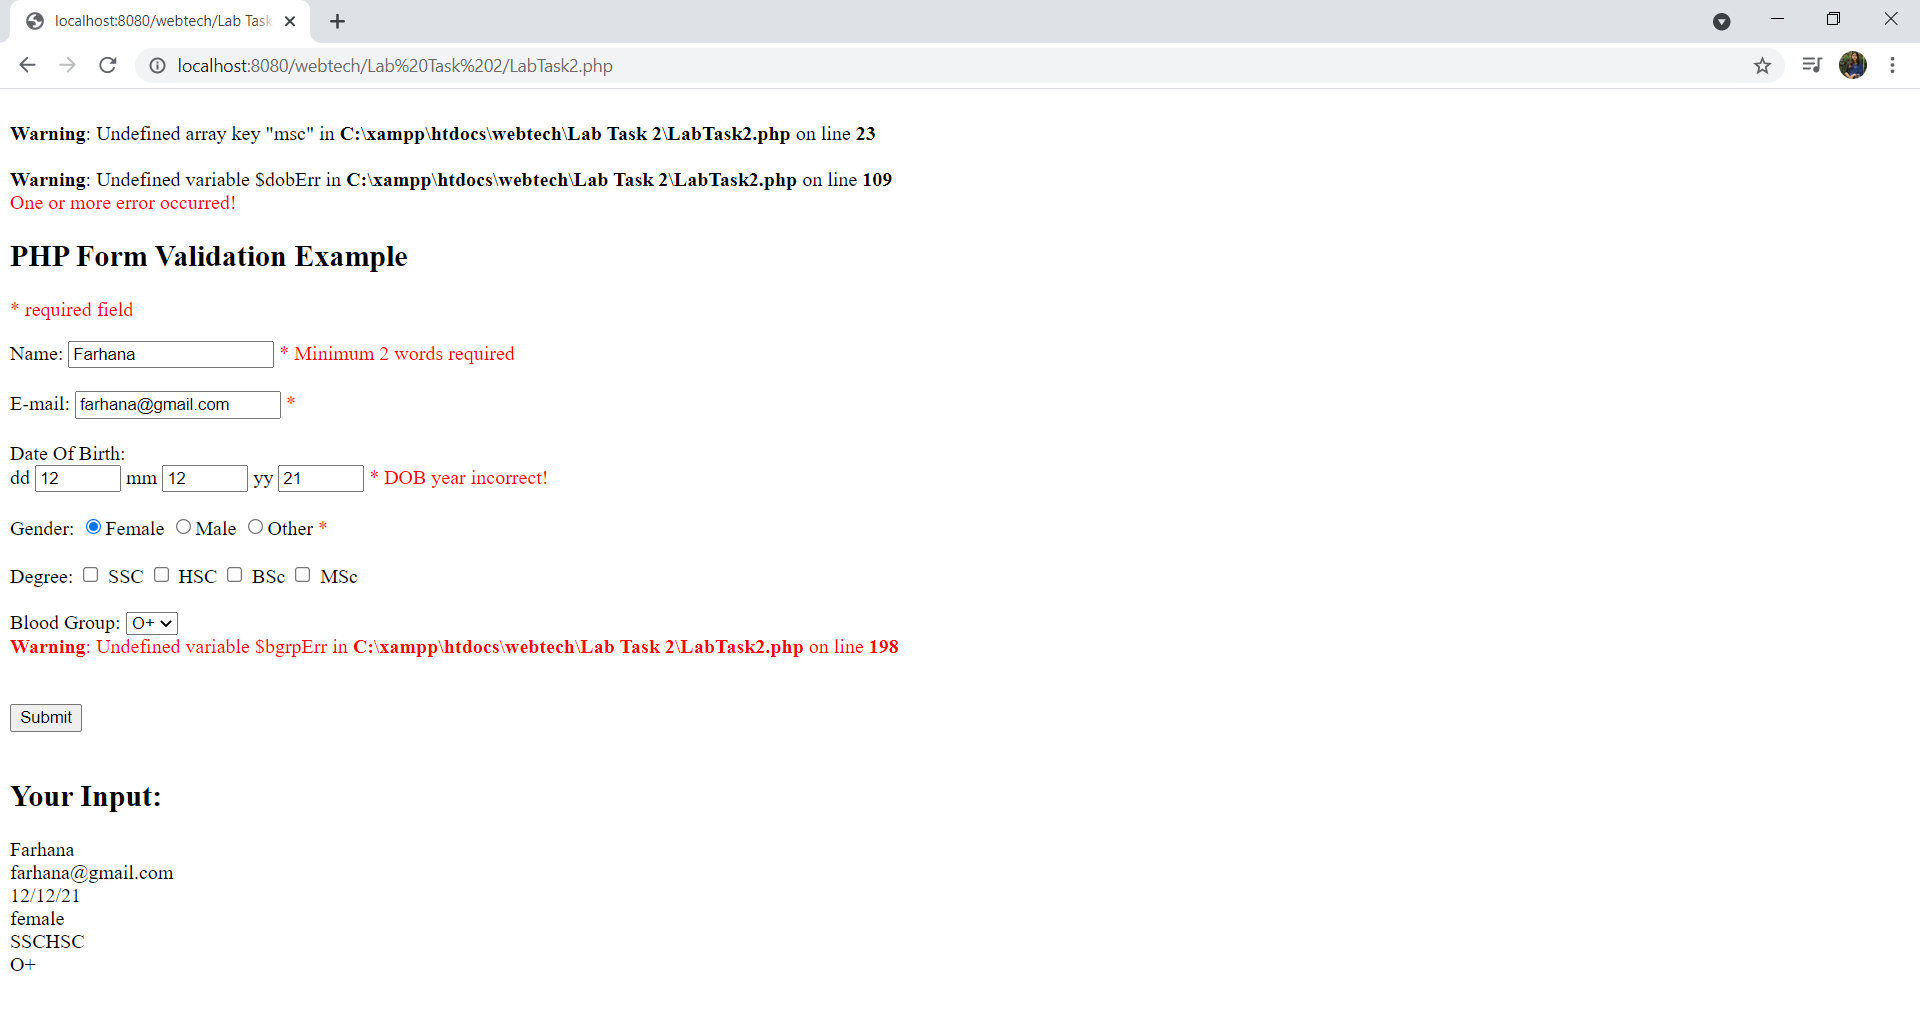 localhost:8080/webtech/Lab Task
localhost:8080/webtech/Lab%20Task%202/LabTask2.php
Warning: Undefined array key "msc" in C:\xampp\htdocs\webtech\Lab Task 2\LabTask2.php on line 23
Warning: Undefined variable $dobErr in C:\xampp\htdocs\webtech\Lab Task 2\LabTask2.php on line 109
One or more error occurred!
PHP Form Validation Example
* required field
Name: Farhana * Minimum 2 words required
E-mail: farhana@gmail.com *
Date Of Birth:
dd 12 mm 12 yy 21 * DOB year incorrect!
Gender: Female Male Other *
Degree: SSC HSC BSc MSc
Blood Group: O+
Warning: Undefined variable $bgrpErr in C:\xampp\htdocs\webtech\Lab Task 2\LabTask2.php on line 198
Submit
Your Input:
Farhana
farhana@gmail.com
12/12/21
female
SSCHSC
O+